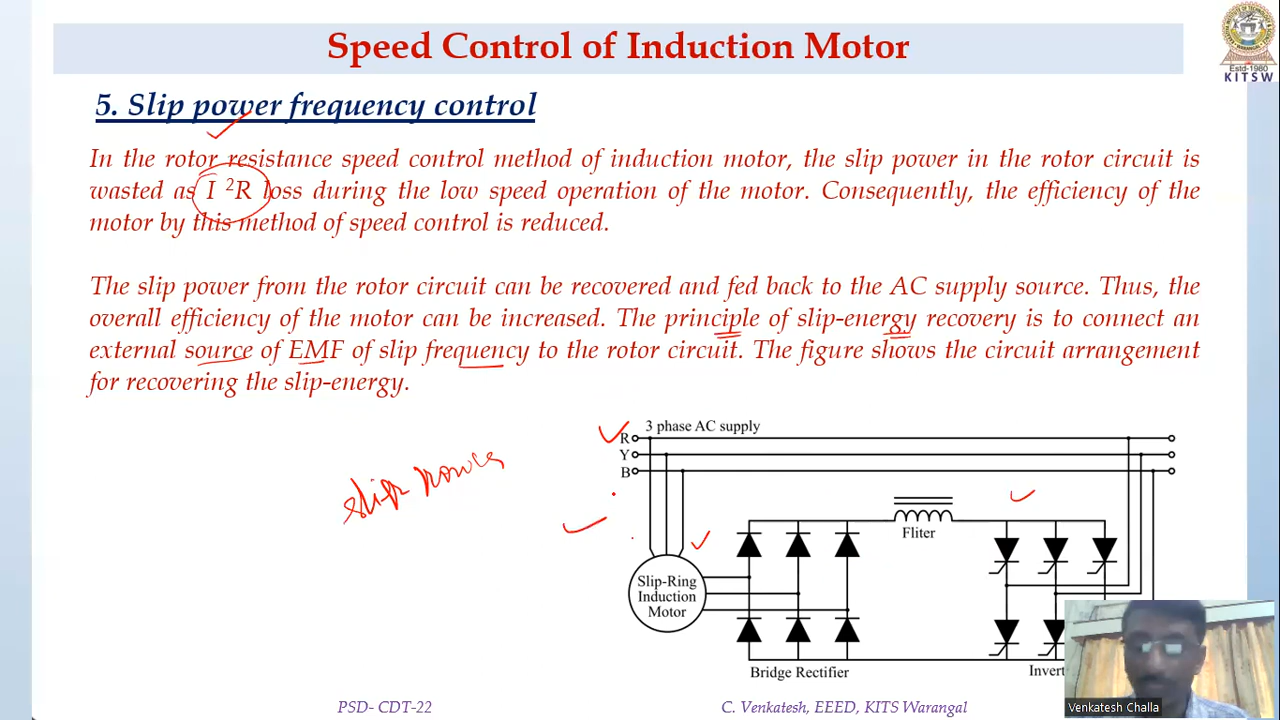 Speed Control of Induction Motor
Estd-1980
KITSW
5. Slip power frequency control
In the rotor resistance speed control method of induction motor, the slip power in the rotor circuit is
wasted as I ²R loss during the low speed operation of the motor. Consequently, the efficiency of the
motor by this method of speed control is reduced.
The slip power from the rotor circuit can be recovered and fed back to the AC supply source. Thus, the
overall efficiency of the motor can be increased. The principle of slip-energy recovery is to connect an
external source of EMF of slip frequency to the rotor circuit. The figure shows the circuit arrangement
for recovering the slip-energy.
3 phase AC supply
R
Y
B
slip power
Fliter
Slip-Ring
Induction
Motor
Bridge Rectifier
Invert
PSD- CDT-22
C. Venkatesh, EEED, KITS Warangal
Venkatesh Challa